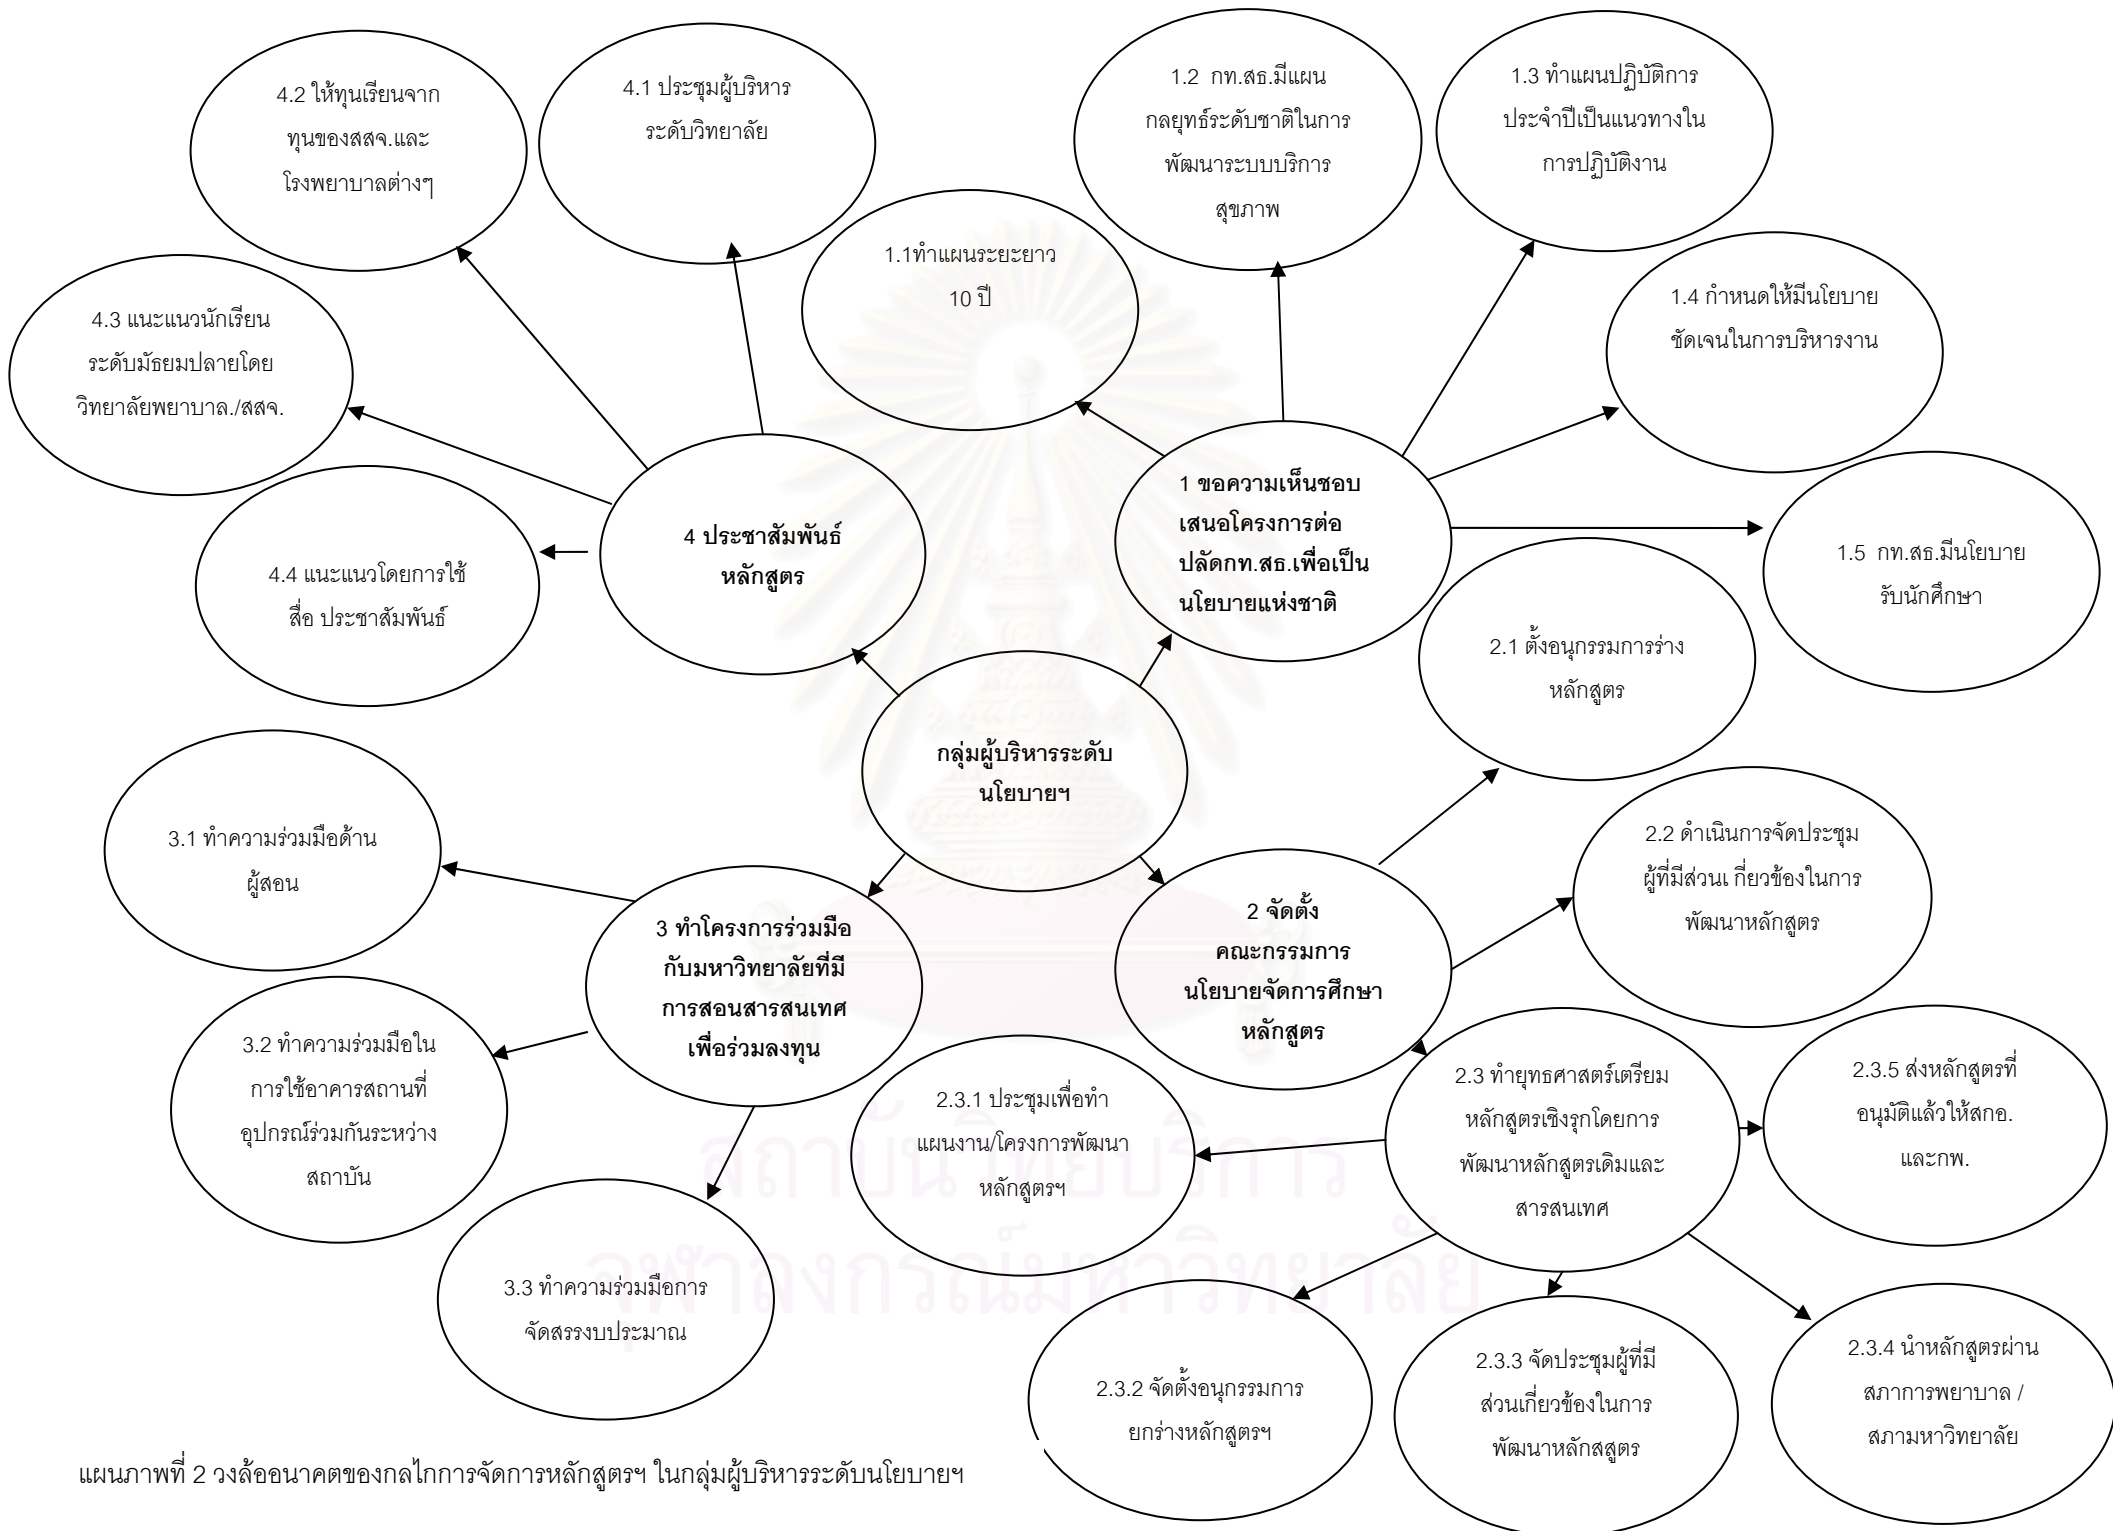 4.2 ให้ทุนเรียนจาก
ทุนของสสจ.และ
โรงพยาบาลต่างๆ
4.1 ประชุมผู้บริหาร
ระดับวิทยาลัย
1.2 กท.สธ.มีแผน
กลยุทธ์ระดับชาติในการ
พัฒนาระบบบริการ
สุขภาพ
1.3 ทำแผนปฏิบัติการ
ประจำปีเป็นแนวทางใน
การปฏิบัติงาน
1.1ทำแผนระยะยาว
10 ปี
4.3 แนะแนวนักเรียน
ระดับมัธยมปลายโดย
วิทยาลัยพยาบาล./สสจ.
1.4 กำหนดให้มีนโยบาย
ชัดเจนในการบริหารงาน
4 ประชาสัมพันธ์
หลักสูตร
1 ขอความเห็นชอบ
เสนอโครงการต่อ
ปลัดกท.สธ.เพื่อเป็น
นโยบายแห่งชาติ
4.4 แนะแนวโดยการใช้
สื่อ ประชาสัมพันธ์
1.5 กท.สธ.มีนโยบาย
รับนักศึกษา
2.1 ตั้งอนุกรรมการร่าง
หลักสูตร
กลุ่มผู้บริหารระดับ
นโยบายฯ
3.1 ทำความร่วมมือด้าน
ผู้สอน
2.2 ดำเนินการจัดประชุม
ผู้ที่มีส่วนเ กี่ยวข้องในการ
พัฒนาหลักสูตร
3 ทำโครงการร่วมมือ
กับมหาวิทยาลัยที่มี
การสอนสารสนเทศ
เพื่อร่วมลงทุน
2 จัดตั้ง
คณะกรรมการ
นโยบายจัดการศึกษา
หลักสูตร
3.2 ทำความร่วมมือใน
การใช้อาคารสถานที่
อุปกรณ์ร่วมกันระหว่าง
สถาบัน
2.3.1 ประชุมเพื่อทำ
แผนงาน/โครงการพัฒนา
หลักสูตรฯ
2.3 ทำยุทธศาสตร์เตรียม
หลักสูตรเชิงรุกโดยการ
พัฒนาหลักสูตรเดิมและ
สารสนเทศ
2.3.5 ส่งหลักสูตรที่
อนุมัติแล้วให้สกอ.
และกพ.
สถาบันวิทยบริการ
จุฬาลงกรณ์มหาวิทยาลัย
3.3 ทำความร่วมมือการ
จัดสรรงบประมาณ
2.3.2 จัดตั้งอนุกรรมการ
ยกร่างหลักสูตรฯ
2.3.3 จัดประชุมผู้ที่มี
ส่วนเกี่ยวข้องในการ
พัฒนาหลักสสูตร
2.3.4 นำหลักสูตรผ่าน
สภาการพยาบาล /
สภามหาวิทยาลัย
แผนภาพที่ 2 วงล้ออนาคตของกลไกการจัดการหลักสูตรฯ ในกลุ่มผู้บริหารระดับนโยบายฯ